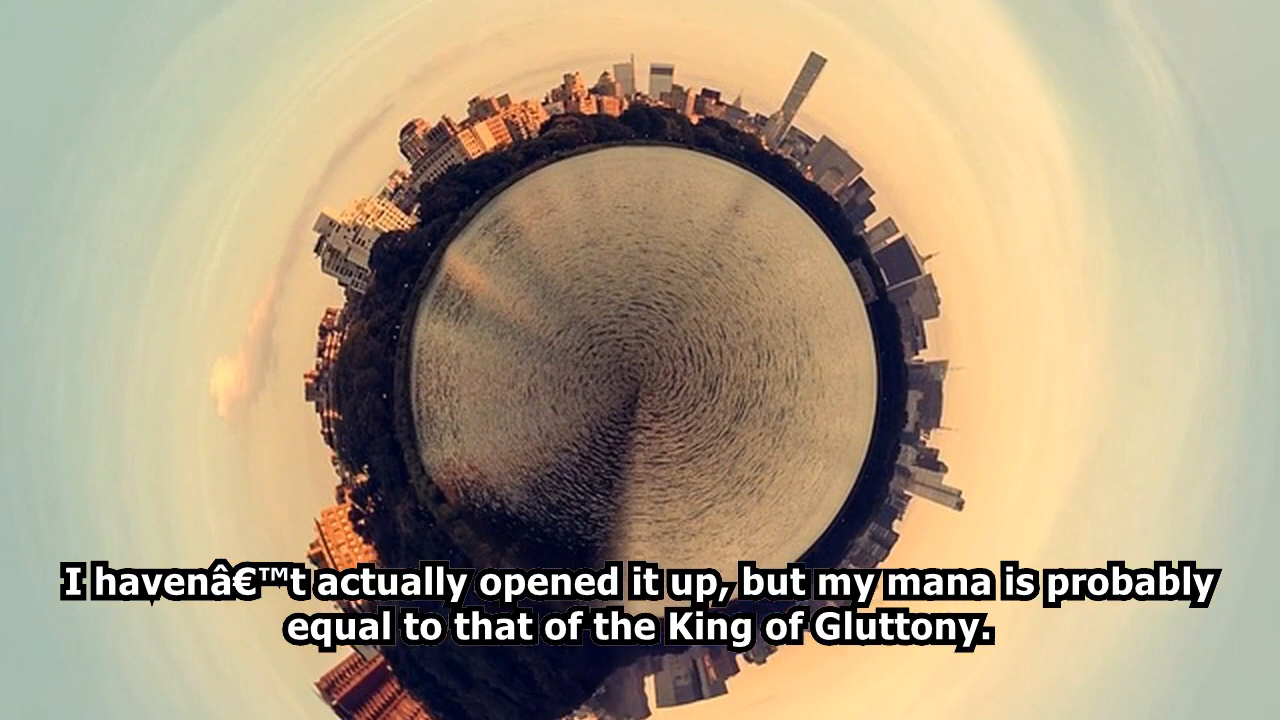 I havenâ€™t actually opened it up, but my mana is probably
equal to that of the King of Gluttony.